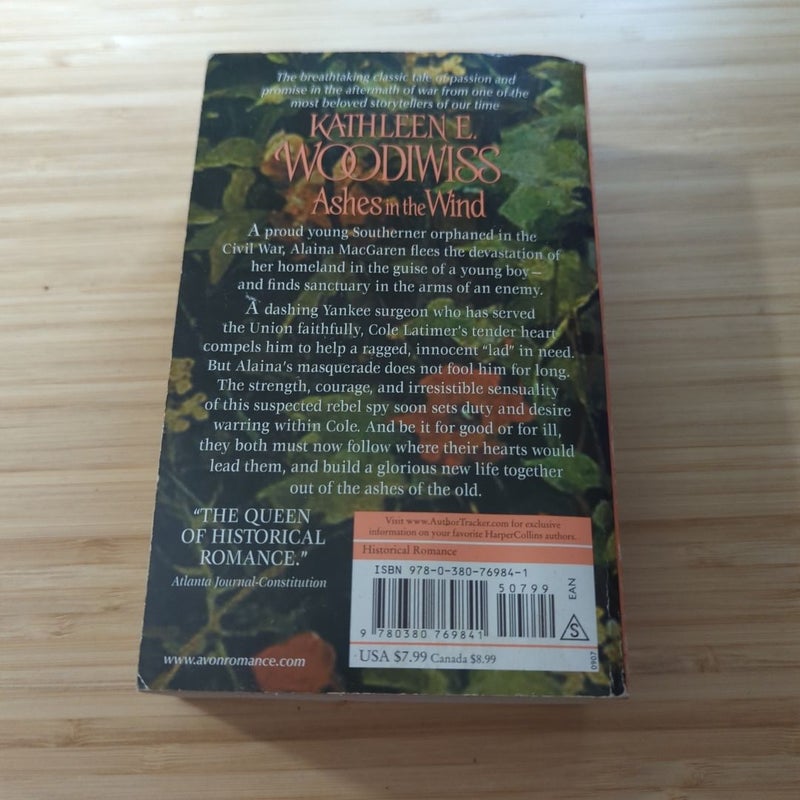 The breathtaking classic tale of passion and
promise in the aftermath of war from one of the
most beloved storytellers of our time
KATHLEEN E.
WOODIWISS
Ashes in the Wind
A proud young Southerner orphaned in the
Civil War, Alaina MacGaren flees the devastation of
her homeland in the guise of a young boy—
and finds sanctuary in the arms of an enemy.
A dashing Yankee surgeon who has served
the Union faithfully, Cole Latimer's tender heart
compels him to help a ragged, innocent "lad" in need.
But Alaina's masquerade does not fool him for long.
The strength, courage, and irresistible sensuality
of this suspected rebel spy soon sets duty and desire
warring within Cole. And be it for good or for ill,
they both must now follow where their hearts would
lead them, and build a glorious new life together
out of the ashes of the old.
"THE QUEEN
OF HISTORICAL
ROMANCE."
Atlanta Journal-Constitution
www.avonromance.com
Visit www.AuthorTracker.com for exclusive
information on your favorite HarperCollins authors.
Historical Romance
ISBN 978-0-380-76984-1
50799
EAN
9 780380 769841
S
USA $7.99 Canada $8.99
0907